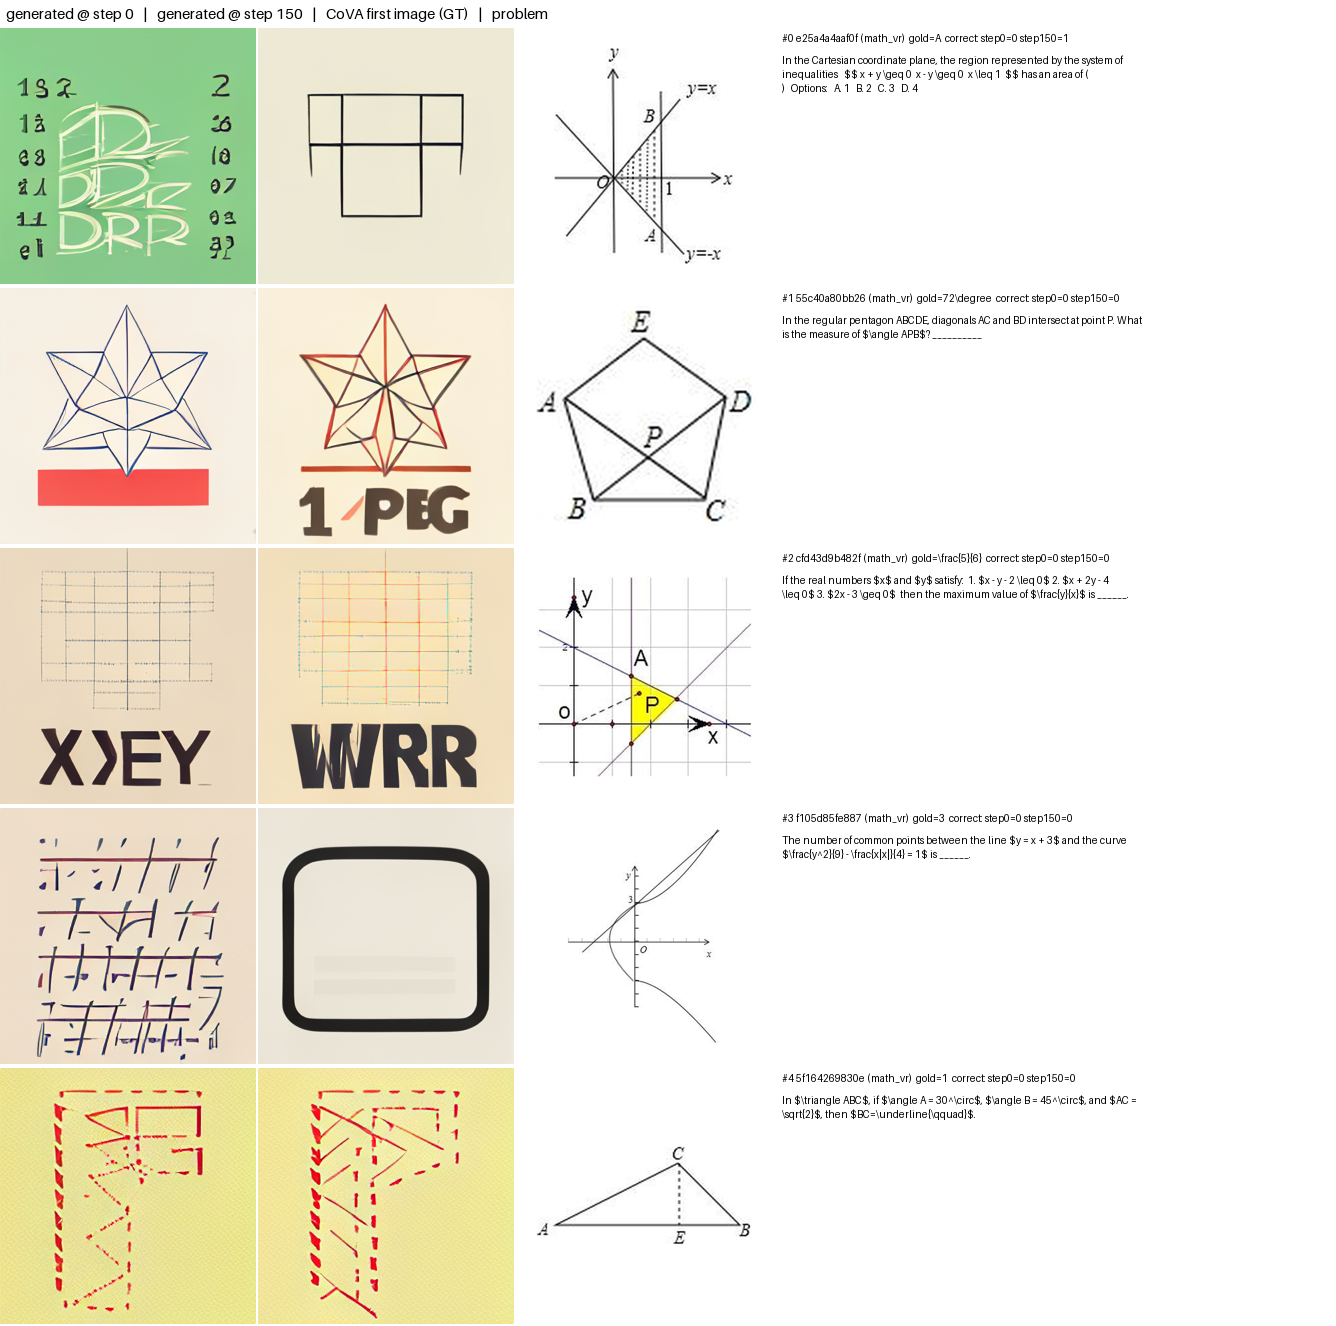 generated @ step 0 | generated @ step 150 | CoVA first image (GT) | problem
#0 e25a4a4aaf0f (math_vr) gold=A correct: step0=0 step150=1
In the Cartesian coordinate plane, the region represented by the system of
inequalities $$ x + y \geq 0 x - y \geq 0 x \leq 1 $$ has an area of (
) Options: A. 1 B. 2 C. 3 D. 4
132 2
DRR
y
y=x
B
O 1 x
A
y=-x
#1 55c40a80bb26 (math_vr) gold=72\degree correct: step0=0 step150=0
In the regular pentagon ABCDE, diagonals AC and BD intersect at point P. What
is the measure of $\angle APB$? __________
1 PEG
E
A D
P
B C
#2 cfd43d9b482f (math_vr) gold=\frac{5}{6} correct: step0=0 step150=0
If the real numbers $x$ and $y$ satisfy: 1. $x - y - 2 \leq 0$ 2. $x + 2y - 4
\leq 0$ 3. $2x - 3 \geq 0$ then the maximum value of $\frac{y}{x}$ is ______.
XEY
WRR
y
2
A
P
o
x
#3 f105d85fe887 (math_vr) gold=3 correct: step0=0 step150=0
The number of common points between the line $y = x + 3$ and the curve
$\frac{y^2}{9} - \frac{x|x|}{4} = 1$ is ______.
y
3
O
x
#4 5f164269830e (math_vr) gold=1 correct: step0=0 step150=0
In $\triangle ABC$, if $\angle A = 30^\circ$, $\angle B = 45^\circ$, and $AC =
\sqrt{2}$, then $BC=\underline{\qquad}$.
C
A E B